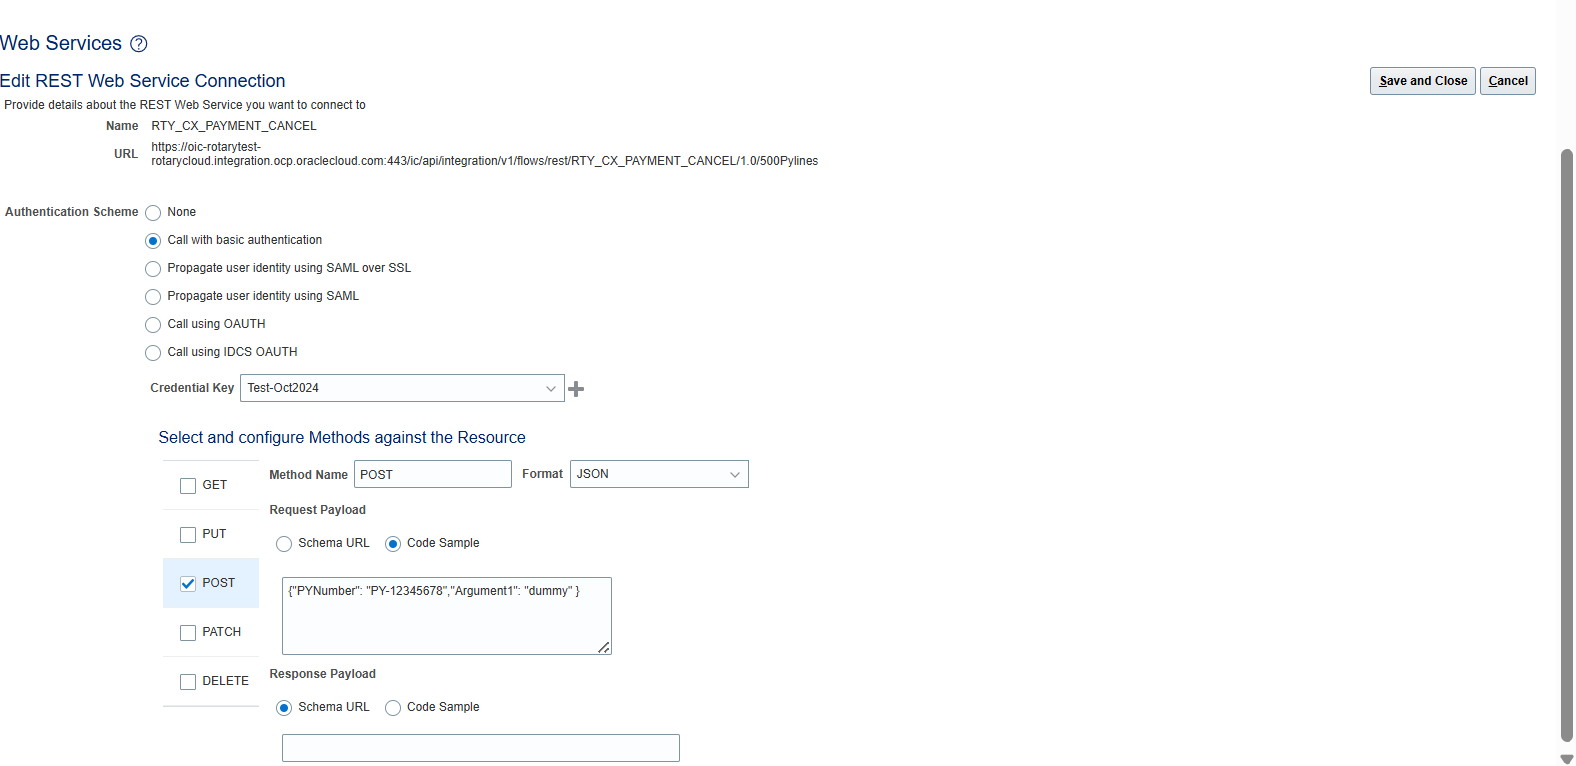 Web Services ?
Edit REST Web Service Connection
Save and Close
Cancel
Provide details about the REST Web Service you want to connect to
Name RTY_CX_PAYMENT_CANCEL
URL https://oic-rotarytest-
rotarycloud.integration.ocp.oraclecloud.com:443/ic/api/integration/v1/flows/rest/RTY_CX_PAYMENT_CANCEL/1.0/500Pylines
Authentication Scheme None
Call with basic authentication
Propagate user identity using SAML over SSL
Propagate user identity using SAML
Call using OAUTH
Call using IDCS OAUTH
Credential Key Test-Oct2024
Select and configure Methods against the Resource
GET
PUT
POST
PATCH
DELETE
Method Name POST Format JSON
Request Payload
Schema URL Code Sample
{"PYNumber": "PY-12345678","Argument1": "dummy" }
Response Payload
Schema URL Code Sample